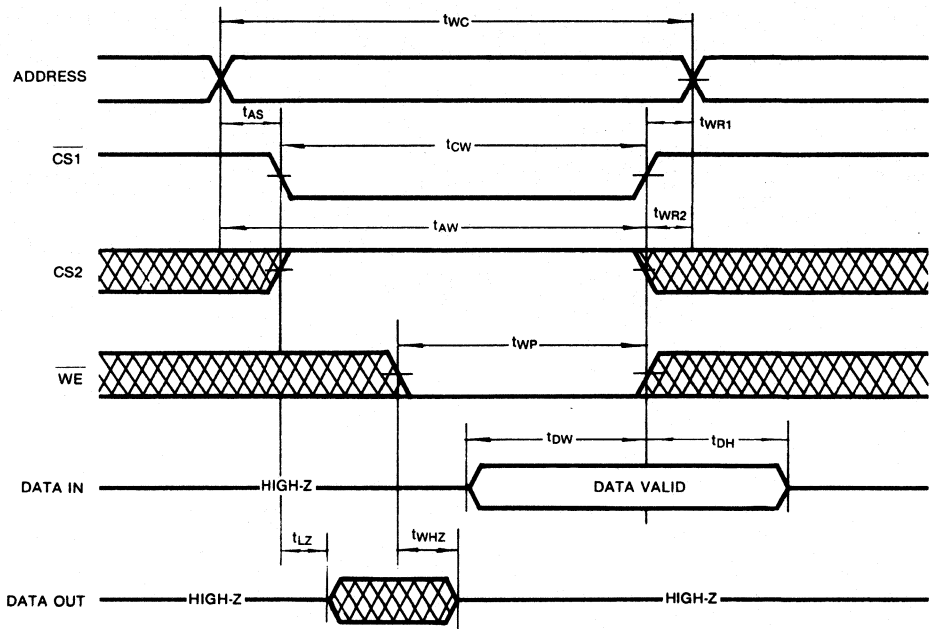 tWC
ADDRESS
tAS
tWR1
CS1
tCW
tAW
tWR2
CS2
tWP
WE
tDW
tDH
DATA IN
HIGH-Z
DATA VALID
tLZ
tWHZ
DATA OUT
HIGH-Z
HIGH-Z